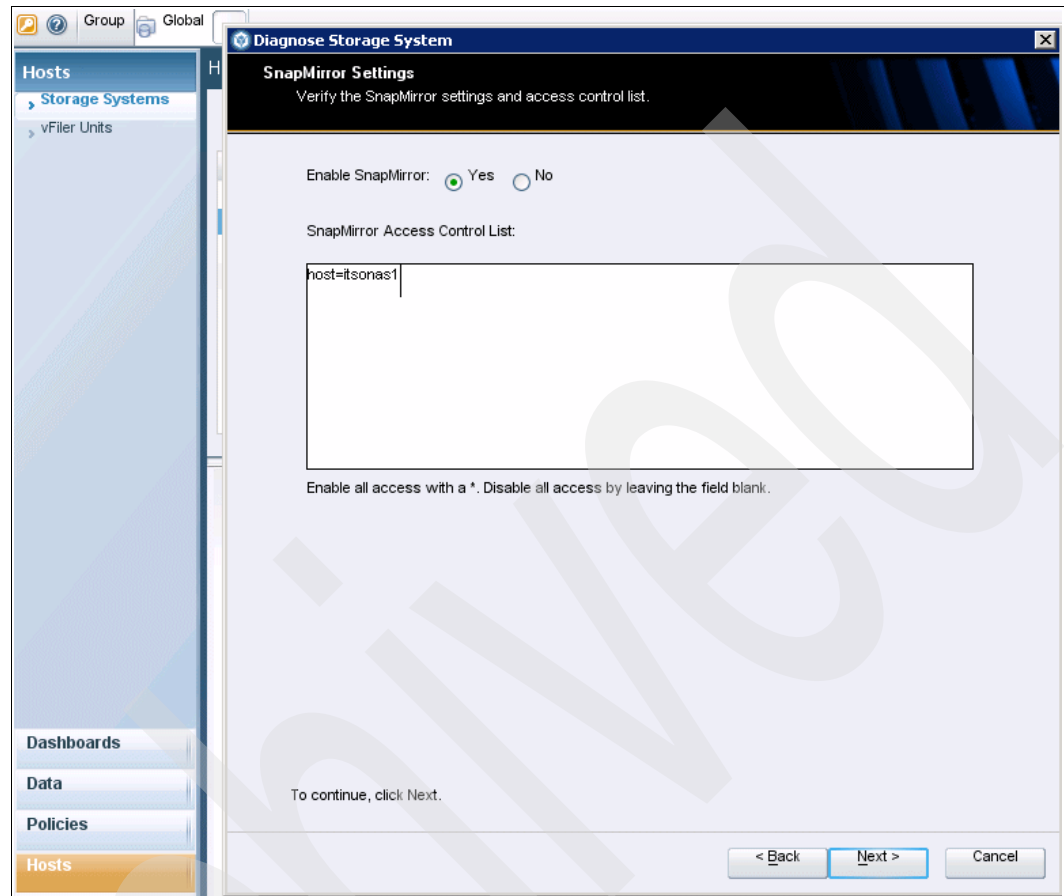 Group Global
Hosts
Storage Systems
vFiler Units
H
Diagnose Storage System
SnapMirror Settings
Verify the SnapMirror settings and access control list.
Enable SnapMirror: Yes No
SnapMirror Access Control List:
host=itsonas1
Enable all access with a *. Disable all access by leaving the field blank.
To continue, click Next.
< Back Next > Cancel
Dashboards
Data
Policies
Hosts
hived